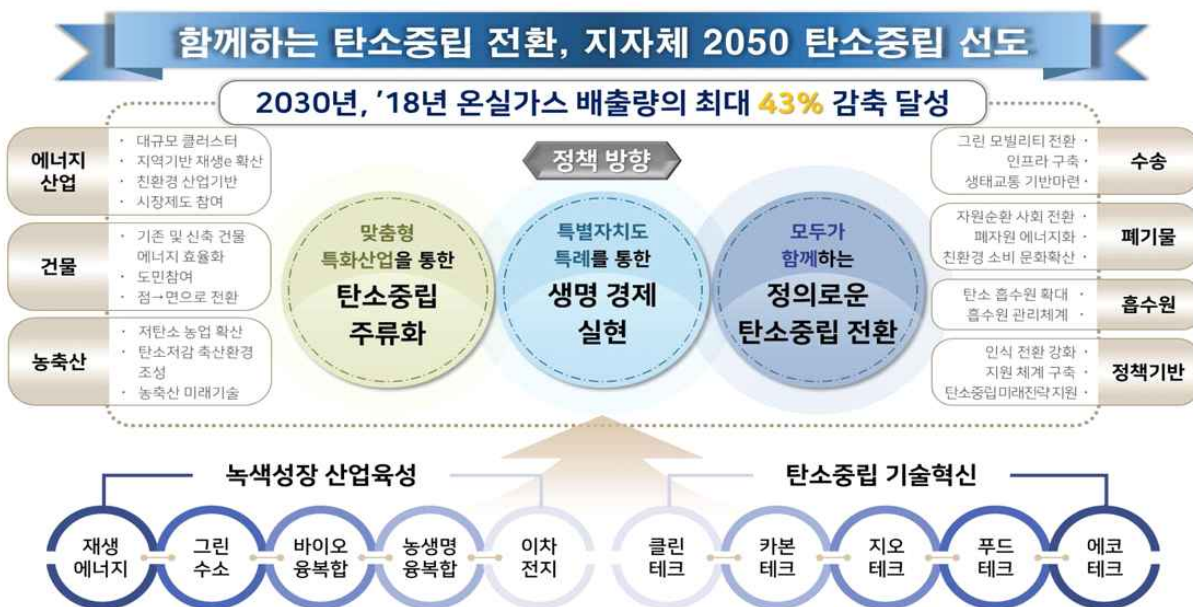 함께하는 탄소중립 전환, 지자체 2050 탄소중립 선도
2030년, ’18년 온실가스 배출량의 최대 43% 감축 달성
정책 방향
에너지
산업
· 대규모 클러스터
· 지역기반 재생e 확산
· 친환경 산업기반
· 시장제도 참여
건물
· 기존 및 신축 건물
에너지 효율화
· 도민참여
· 점→면으로 전환
농축산
· 저탄소 농업 확산
· 탄소저감 축산환경
조성
· 농축산 미래기술
맞춤형
특화산업을 통한
탄소중립
주류화
특별자치도
특례를 통한
생명 경제
실현
모두가
함께하는
정의로운
탄소중립 전환
그린 모빌리티 전환 ·
인프라 구축 ·
생태교통 기반마련 ·
수송
자원순환 사회 전환 ·
폐자원 에너지화 ·
친환경 소비 문화확산 ·
폐기물
탄소 흡수원 확대 ·
흡수원 관리체계 ·
흡수원
인식 전환 강화 ·
지원 체계 구축 ·
탄소중립미래전략지원 ·
정책기반
녹색성장 산업육성
재생
에너지
그린
수소
바이오
융복합
농생명
융복합
이차
전지
탄소중립 기술혁신
클린
테크
카본
테크
지오
테크
푸드
테크
에코
테크